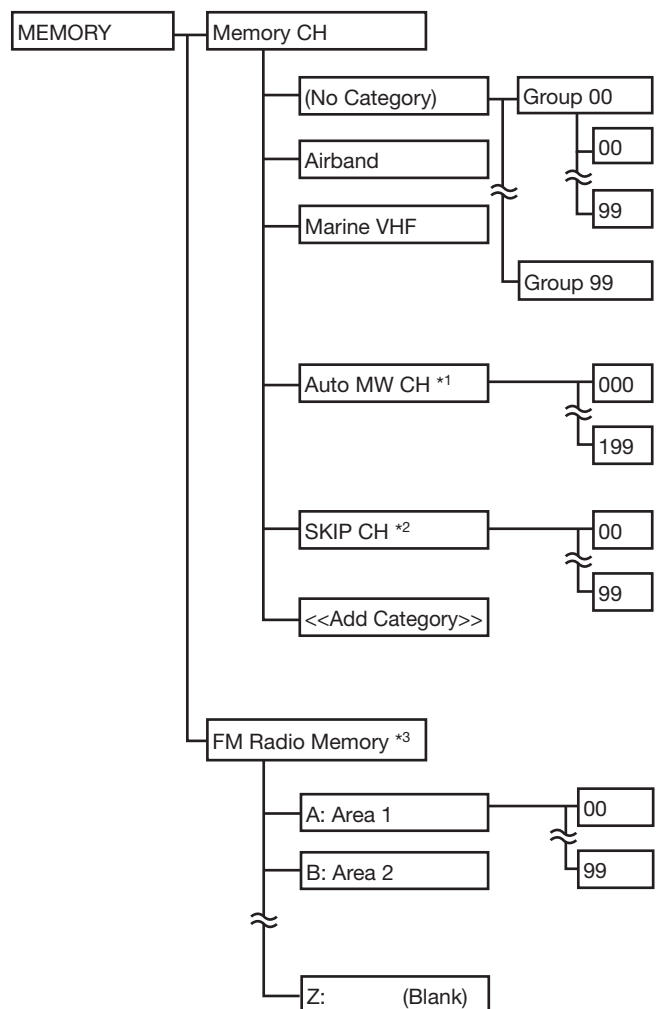 MEMORY
Memory CH
(No Category)
Group 00
00
Airband
99
Marine VHF
Group 99
Auto MW CH *1
000
199
SKIP CH *2
00
99
<<Add Category>>
FM Radio Memory *3
A: Area 1
00
B: Area 2
99
Z: (Blank)